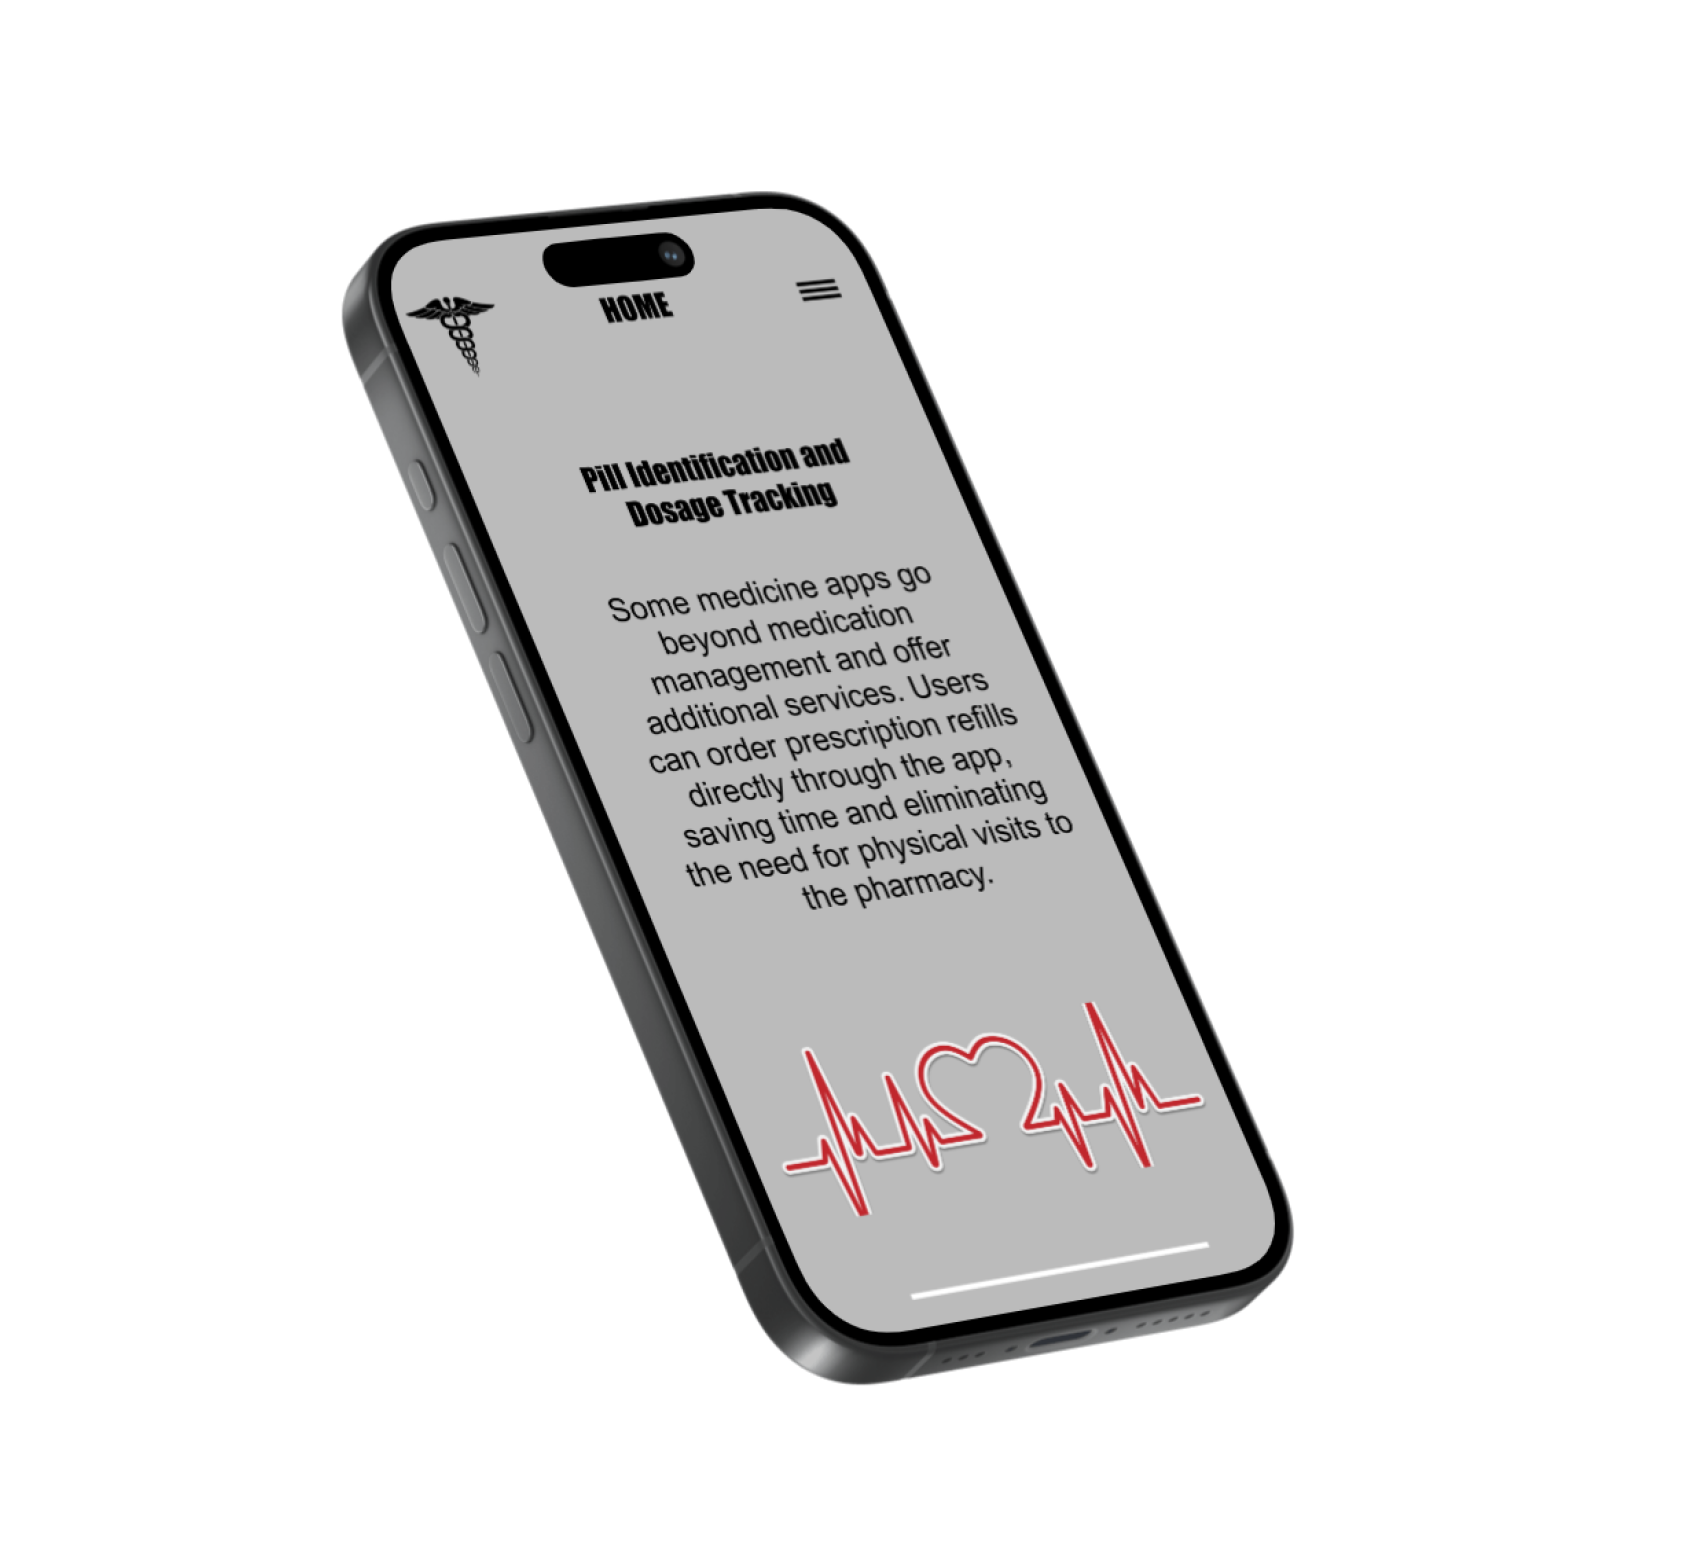 HOME
Pill Identification and
Dosage Tracking
Some medicine apps go
beyond medication
management and offer
additional services. Users
can order prescription refills
directly through the app,
saving time and eliminating
the need for physical visits to
the pharmacy.